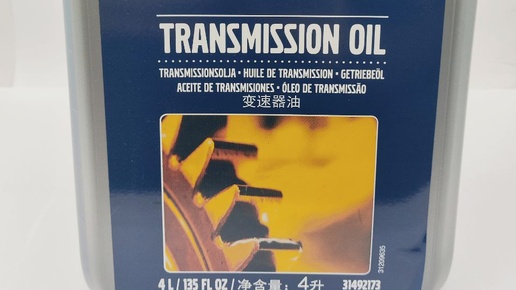 TRANSMISSION OIL
TRANSMISSIONSOLJA • HUILE DE TRANSMISSION • GETRIEBEÖL
ACEITE DE TRANSMISIONES • ÓLEO DE TRANSMISSÃO
变速器油
31209635
4 L / 135 FL OZ / 净含量: 4升 31492173